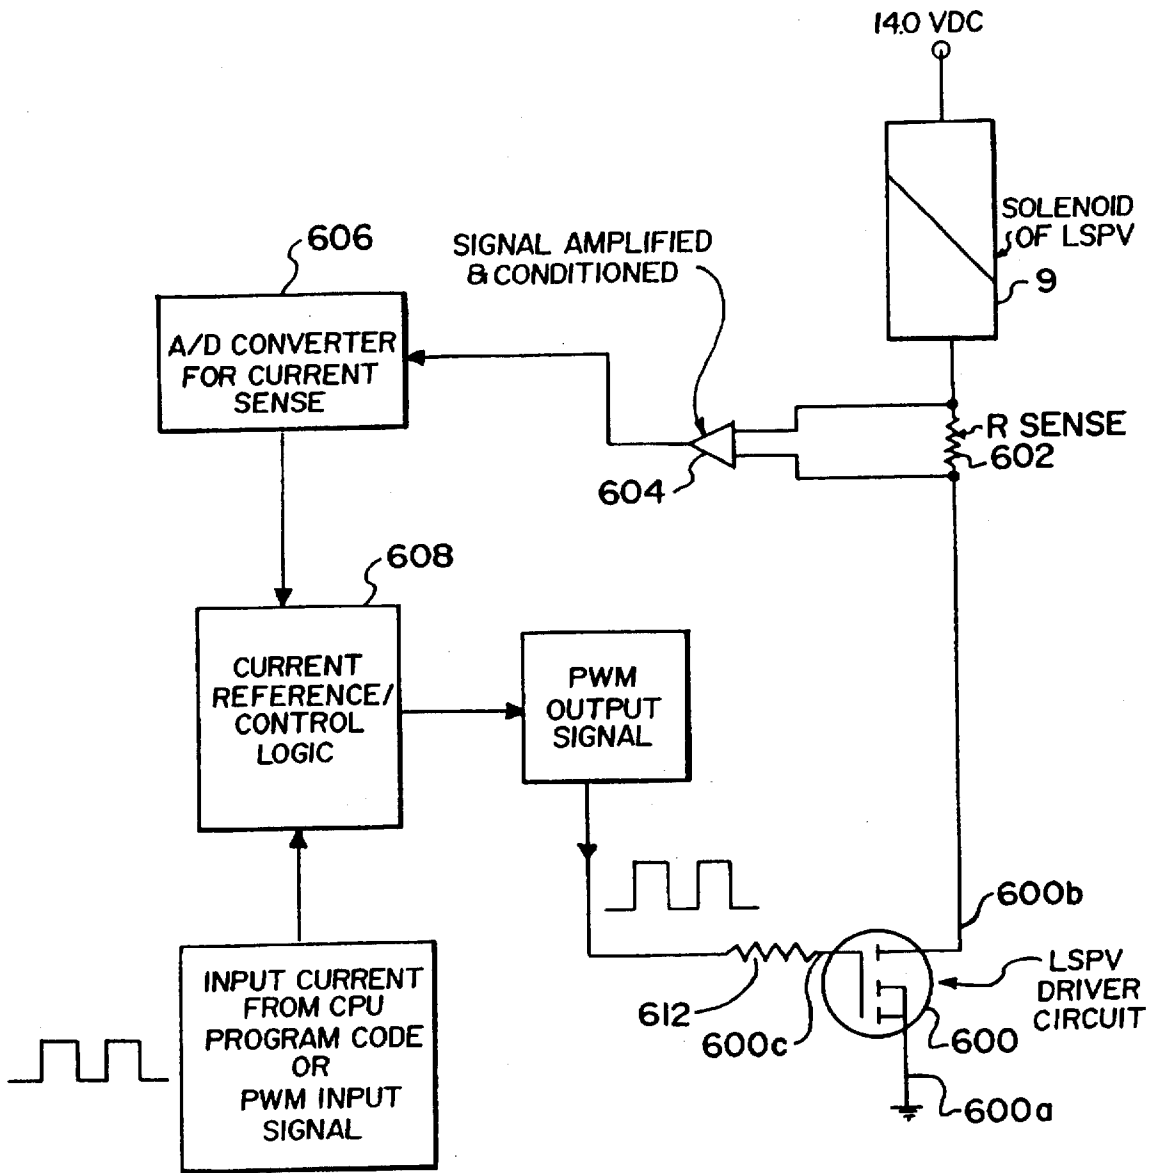 14.0 VDC
SOLENOID
OF LSPV
9
606
SIGNAL AMPLIFIED
& CONDITIONED
A/D CONVERTER
FOR CURRENT
SENSE
R SENSE
602
604
608
CURRENT
REFERENCE/
CONTROL
LOGIC
PWM
OUTPUT
SIGNAL
600b
LSPV
DRIVER
CIRCUIT
612
600c
600
600a
INPUT CURRENT
FROM CPU
PROGRAM CODE
OR
PWM INPUT
SIGNAL